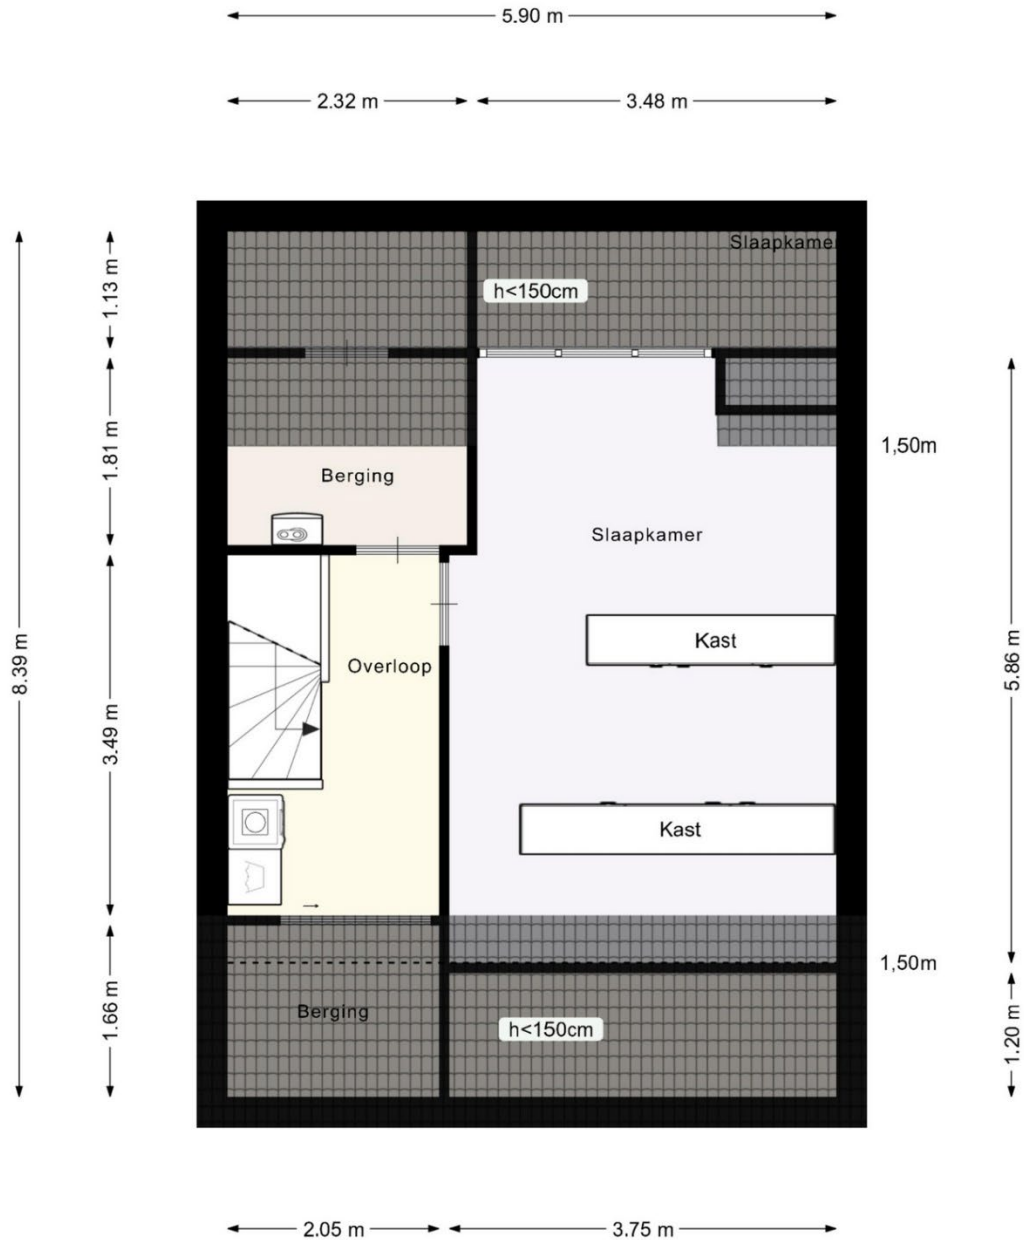 5.90 m
2.32 m
3.48 m
Slaapkamer
h<150cm
1.13 m
1.81 m
1,50m
Berging
Slaapkamer
Kast
Overloop
8.39 m
5.86 m
3.49 m
Kast
1,50m
Berging
h<150cm
1.66 m
1.20 m
2.05 m
3.75 m